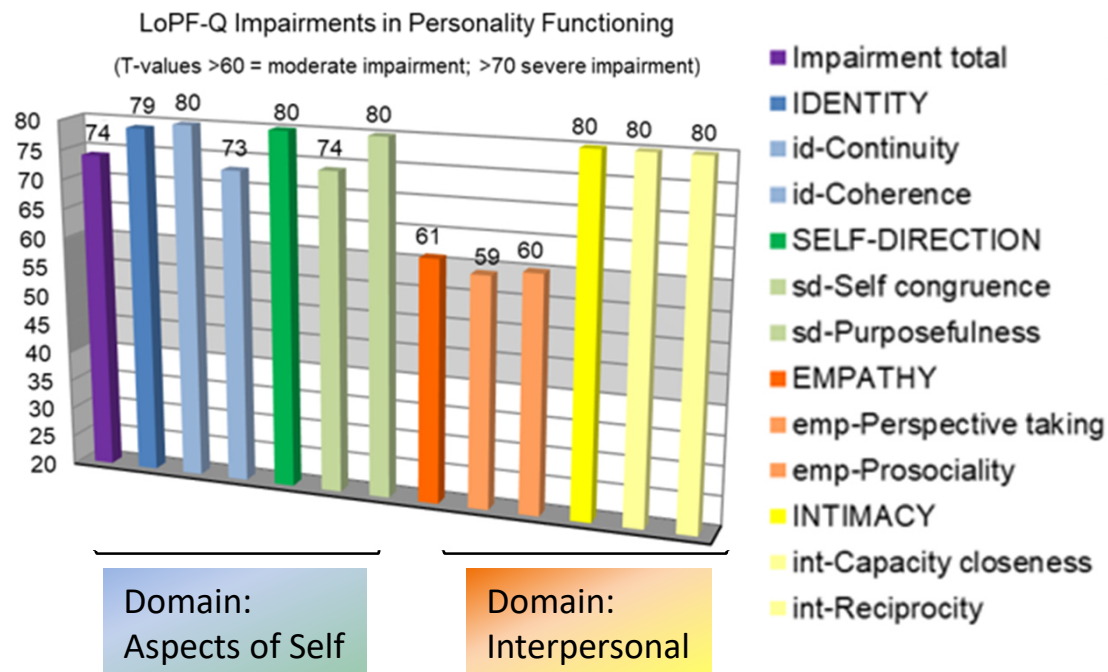 LoPF-Q Impairments in Personality Functioning
(T-values >60 = moderate impairment; >70 severe impairment)
80
75
70
65
60
55
50
45
40
35
30
25
20
74
79
80
73
80
74
80
61
59
60
80
80
80
Impairment total
IDENTITY
id-Continuity
id-Coherence
SELF-DIRECTION
sd-Self congruence
sd-Purposefulness
EMPATHY
emp-Perspective taking
emp-Prosociality
INTIMACY
int-Capacity closeness
int-Reciprocity
Domain:
Aspects of Self
Domain:
Interpersonal